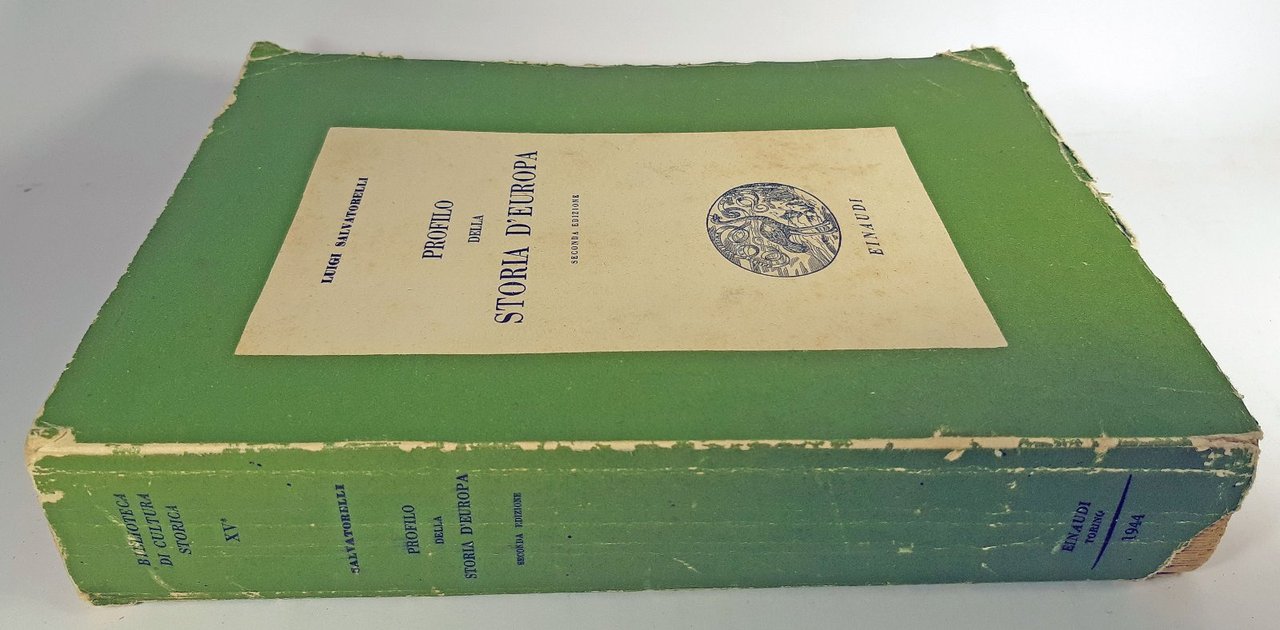 LUIGI SALVATORELLI
PROFILO
DELLA
STORIA D'EUROPA
SECONDA EDIZIONE
EINAUDI
BIBLIOTECA
DI CULTURA
STORICA
XV*
SALVATORELLI
PROFILO
DELLA
STORIA D'EUROPA
SECONDA EDIZIONE
EINAUDI
TORINO
1944